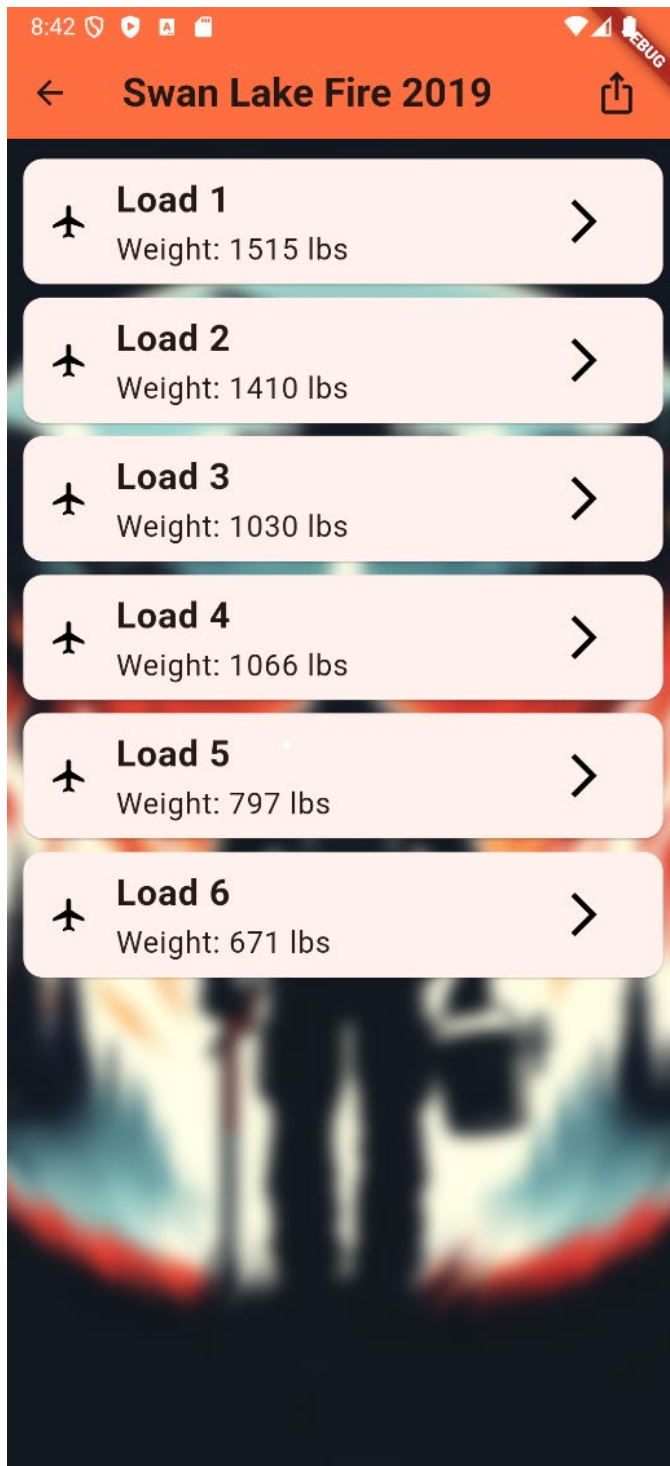 8:42
DEBUG
Swan Lake Fire 2019
Load 1
Weight: 1515 lbs
Load 2
Weight: 1410 lbs
Load 3
Weight: 1030 lbs
Load 4
Weight: 1066 lbs
Load 5
Weight: 797 lbs
Load 6
Weight: 671 lbs